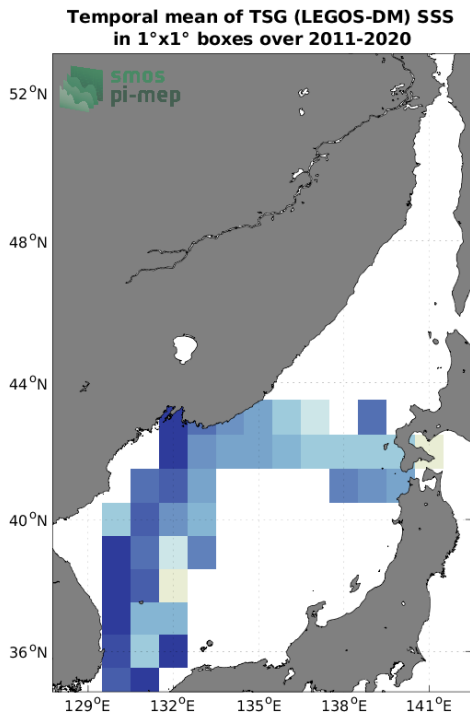 Temporal mean of TSG (LEGOS-DM) SSS
in 1°x1° boxes over 2011-2020
smos
pi-mep
52°N
48°N
44°N
40°N
36°N
129°E 132°E 135°E 138°E 141°E